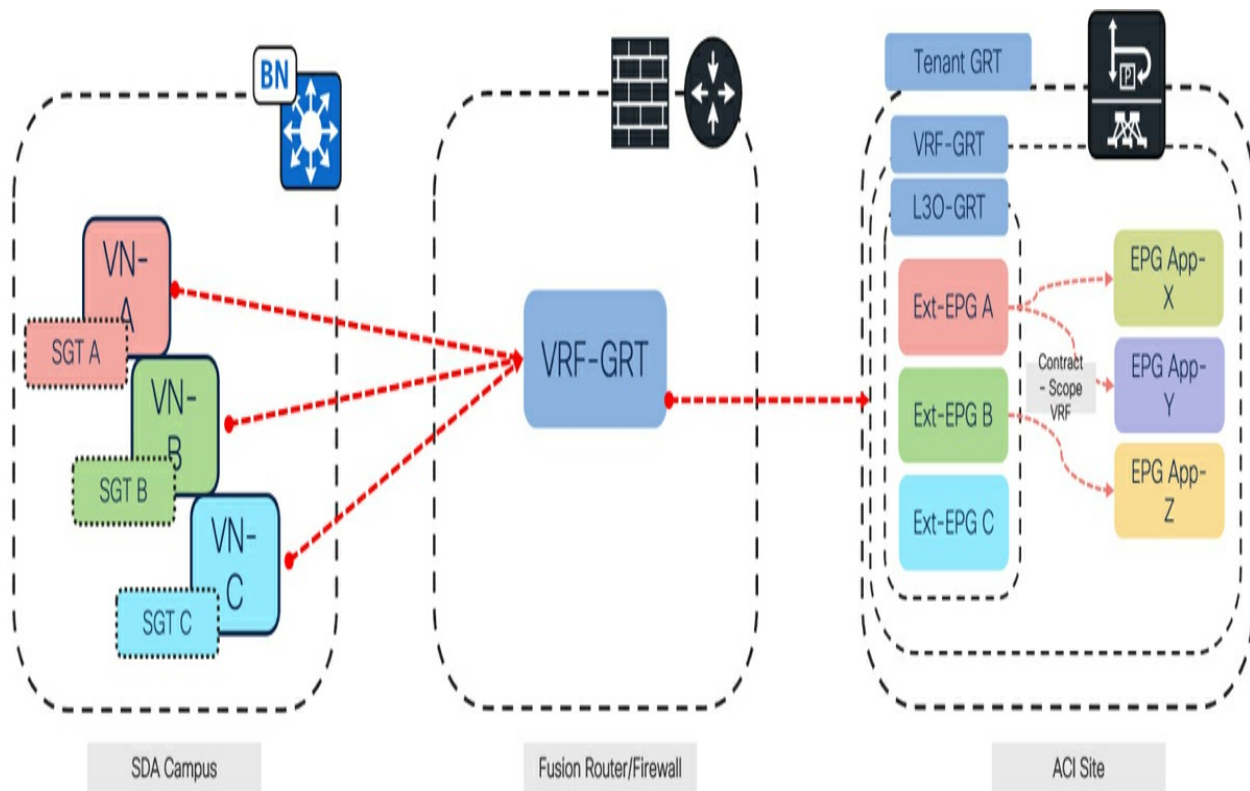 BN
VN-
A
SGT A
VN-
B
SGT B
VN-
C
SGT C
SDA Campus
VRF-GRT
Fusion Router/Firewall
Tenant GRT
VRF-GRT
L3O-GRT
P
Ext-EPG A
Ext-EPG B
Ext-EPG C
Contract
- Scope
VRF
EPG App-
X
EPG App-
Y
EPG App-
Z
ACI Site